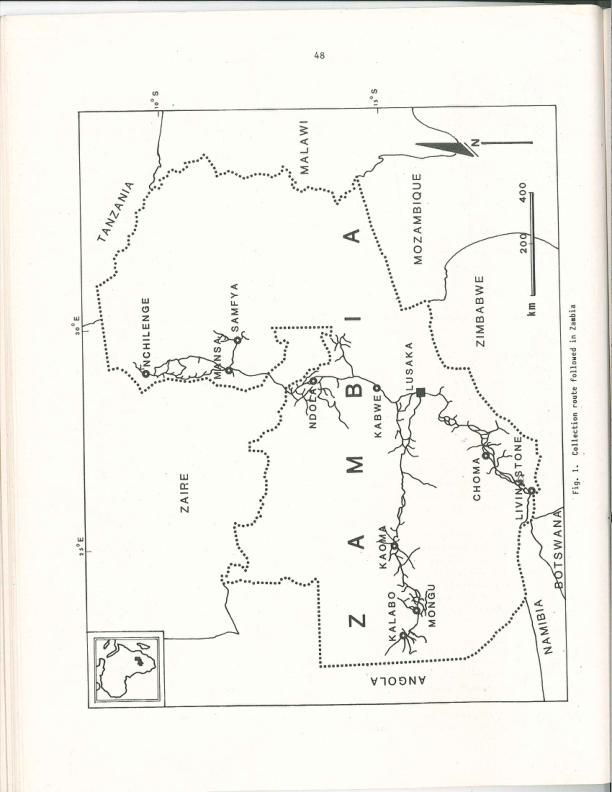 48
10°S
15°S
TANZANIA
MALAWI
N
MOZAMBIQUE
400
200
km
30°E
NCHILENGE
SAMFYA
MANSA
ZIMBABWE
NDOLA
KABWE
LUSAKA
ZAMBIA
ZAIRE
CHOMA
LIVINGSTONE
25°E
KAOMA
KALABO
MONGU
BOTSWANA
NAMIBIA
ANGOLA
Fig. 1. Collection route followed in Zambia